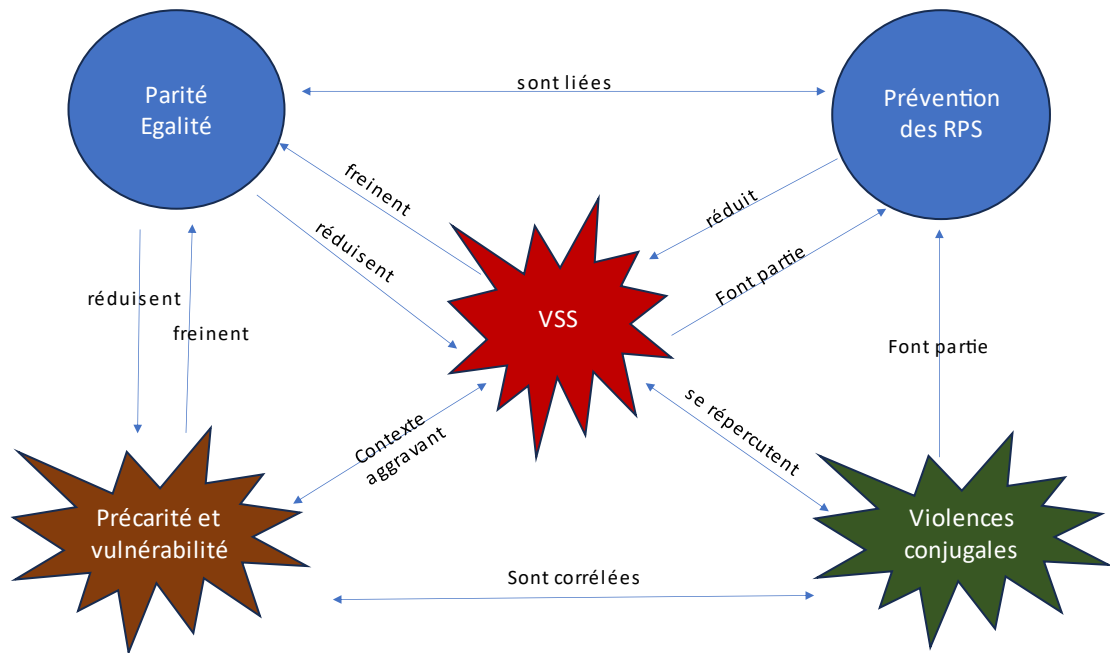 Parité
Egalité
sont liées
Prévention
des RPS
freinent
réduit
réduisent
Font partie
VSS
réduisent
freinent
Font partie
Contexte
aggravant
se répercutent
Précarité et
vulnérabilité
Violences
conjugales
Sont corrélées